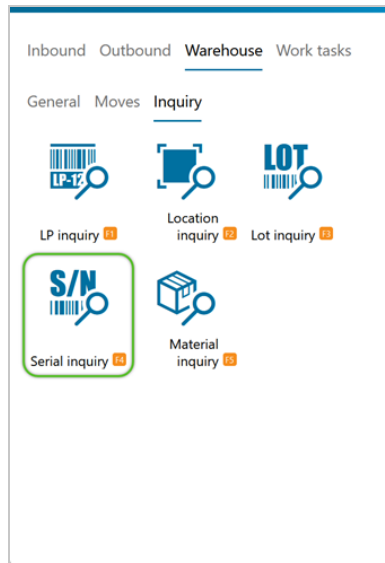 Inbound Outbound Warehouse Work tasks
General Moves Inquiry
LP-12
LOT
LP inquiry F1
Location
inquiry F2
Lot inquiry F3
S/N
Serial inquiry F4
Material
inquiry F5